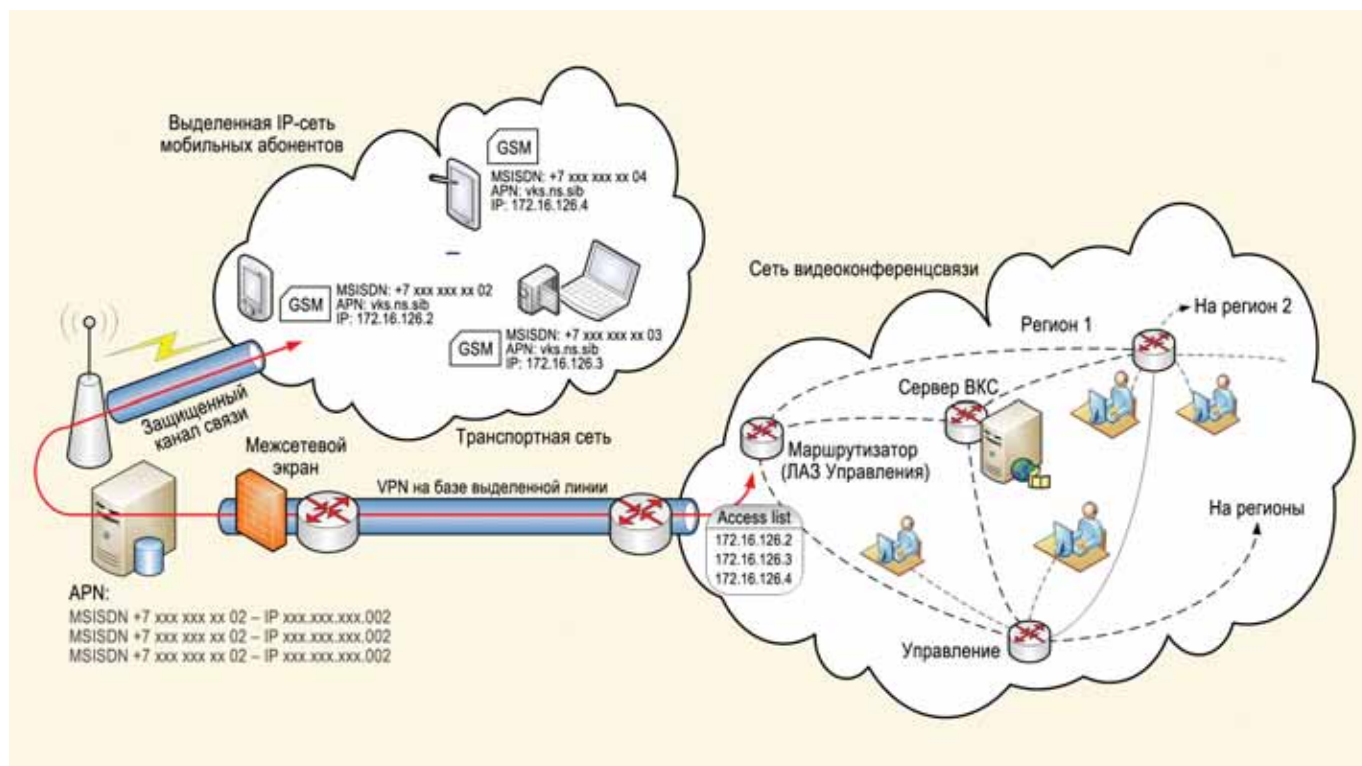 Выделенная IP-сеть
мобильных абонентов
GSM
MSISDN: +7 xxx xxx xx 04
APN: vks.ns.sib
IP: 172.16.126.4
GSM
MSISDN: +7 xxx xxx xx 02
APN: vks.ns.sib
IP: 172.16.126.2
GSM
MSISDN: +7 xxx xxx xx 03
APN: vks.ns.sib
IP: 172.16.126.3
Защищенный
канал связи
Транспортная сеть
Межсетевой
экран
VPN на базе выделенной линии
APN:
MSISDN +7 xxx xxx xx 02 – IP xxx.xxx.xxx.002
MSISDN +7 xxx xxx xx 02 – IP xxx.xxx.xxx.002
MSISDN +7 xxx xxx xx 02 – IP xxx.xxx.xxx.002
Сеть видеоконференцсвязи
Регион 1
На регион 2
Сервер ВКС
Маршрутизатор
(ЛАЗ Управления)
Access list
172.16.126.2
172.16.126.3
172.16.126.4
На регионы
Управление